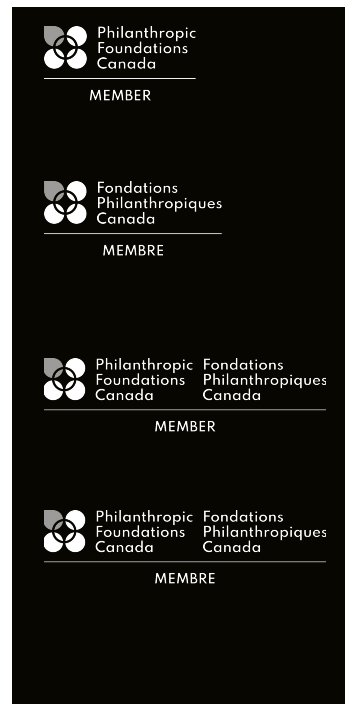 Philanthropic
Foundations
Canada
MEMBER
Fondations
Philanthropiques
Canada
MEMBRE
Philanthropic Fondations
Foundations Philanthropiques
Canada Canada
MEMBER
Philanthropic Fondations
Foundations Philanthropiques
Canada Canada
MEMBRE